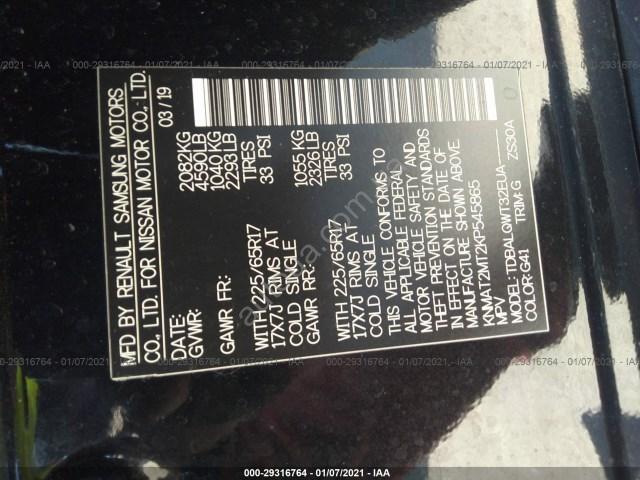 MFD BY RENAULT SAMSUNG MOTORS
CO., LTD. FOR NISSAN MOTOR CO., LTD.
DATE: 03/19
GVWR: 2082KG
4590LB
GAWR FR: 1040KG
2293LB
WITH 225/65R17 TIRES
17X7J RIMS AT 33 PSI
COLD SINGLE
GAWR RR: 1055KG
2326LB
WITH 225/65R17 TIRES
17X7J RIMS AT 33 PSI
COLD SINGLE
THIS VEHICLE CONFORMS TO
ALL APPLICABLE FEDERAL
MOTOR VEHICLE SAFETY AND
THEFT PREVENTION STANDARDS
IN EFFECT ON THE DATE OF
MANUFACTURE SHOWN ABOVE.
KNMAT2MT2KP545865
MPV
MODEL: TDBALQWT32EUA
COLOR: G41 TRIM: G ZS30A
000-29316764 - 01/07/2021 - IAA